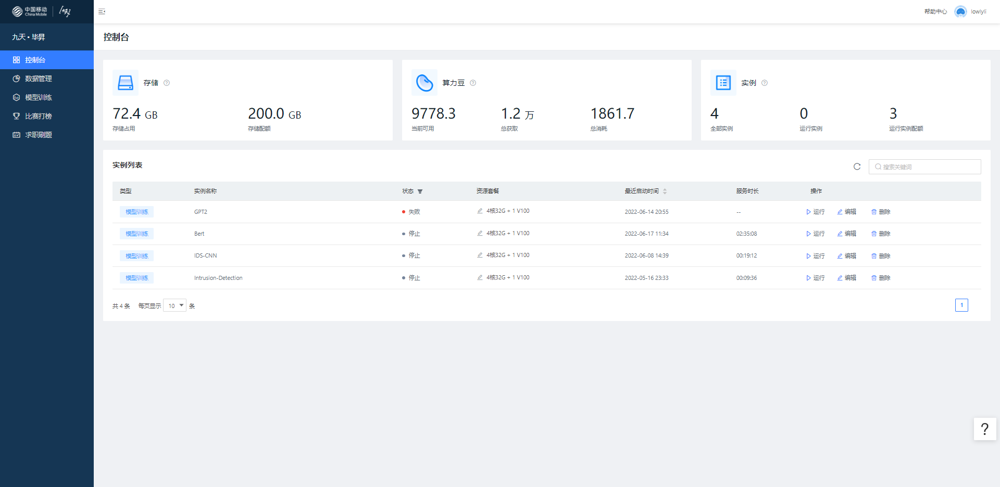 中国移动
China Mobile
九天
帮助中心
lowlyli
九天•毕昇
控制台
数据管理
模型训练
比赛打榜
求职刷题
控制台
存储
72.4 GB
200.0 GB
存储占用
存储配额
算力豆
9778.3
1.2 万
1861.7
当前可用
总获取
总消耗
实例
4
0
3
全部实例
运行实例
运行实例配额
实例列表
搜索关键词
类型 实例名称 状态 资源套餐 最近启动时间 服务时长 操作
模型训练 GPT2 失败 4核32G + 1 V100 2022-06-14 20:55 -- 运行 编辑 删除
模型训练 Bert 停止 4核32G + 1 V100 2022-06-17 11:34 02:35:08 运行 编辑 删除
模型训练 IDS-CNN 停止 4核32G + 1 V100 2022-06-08 14:39 00:19:12 运行 编辑 删除
模型训练 Intrusion-Detection 停止 4核32G + 1 V100 2022-05-16 23:33 00:09:36 运行 编辑 删除
共 4 条 每页显示 10 条
1
?